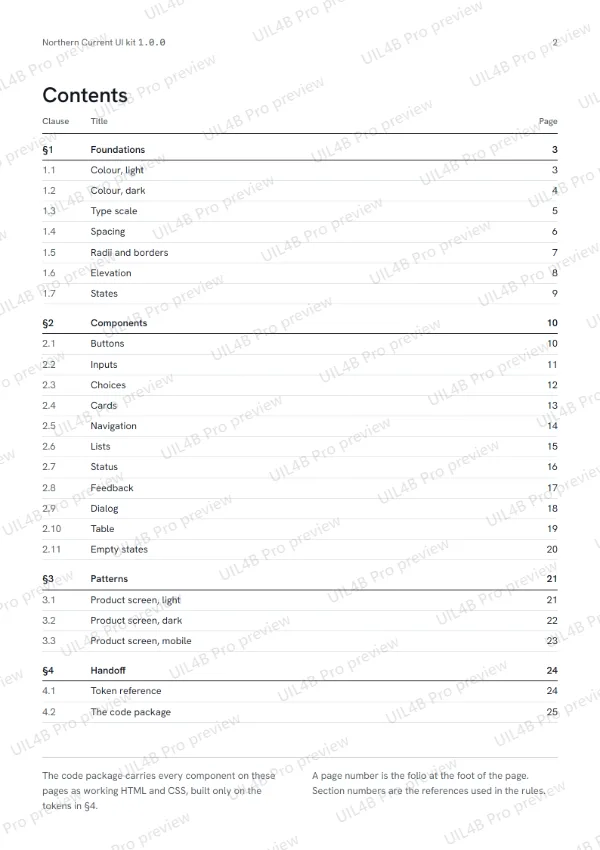 Northern Current UI kit 1.0.0 2
Contents
Clause Title Page
§1 Foundations 3
1.1 Colour, light 3
1.2 Colour, dark 4
1.3 Type scale 5
1.4 Spacing 6
1.5 Radii and borders 7
1.6 Elevation 8
1.7 States 9
§2 Components 10
2.1 Buttons 10
2.2 Inputs 11
2.3 Choices 12
2.4 Cards 13
2.5 Navigation 14
2.6 Lists 15
2.7 Status 16
2.8 Feedback 17
2.9 Dialog 18
2.10 Table 19
2.11 Empty states 20
§3 Patterns 21
3.1 Product screen, light 21
3.2 Product screen, dark 22
3.3 Product screen, mobile 23
§4 Handoff 24
4.1 Token reference 24
4.2 The code package 25
The code package carries every component on these
pages as working HTML and CSS, built only on the
tokens in §4.
A page number is the folio at the foot of the page.
Section numbers are the references used in the rules.
UIL4B Pro preview